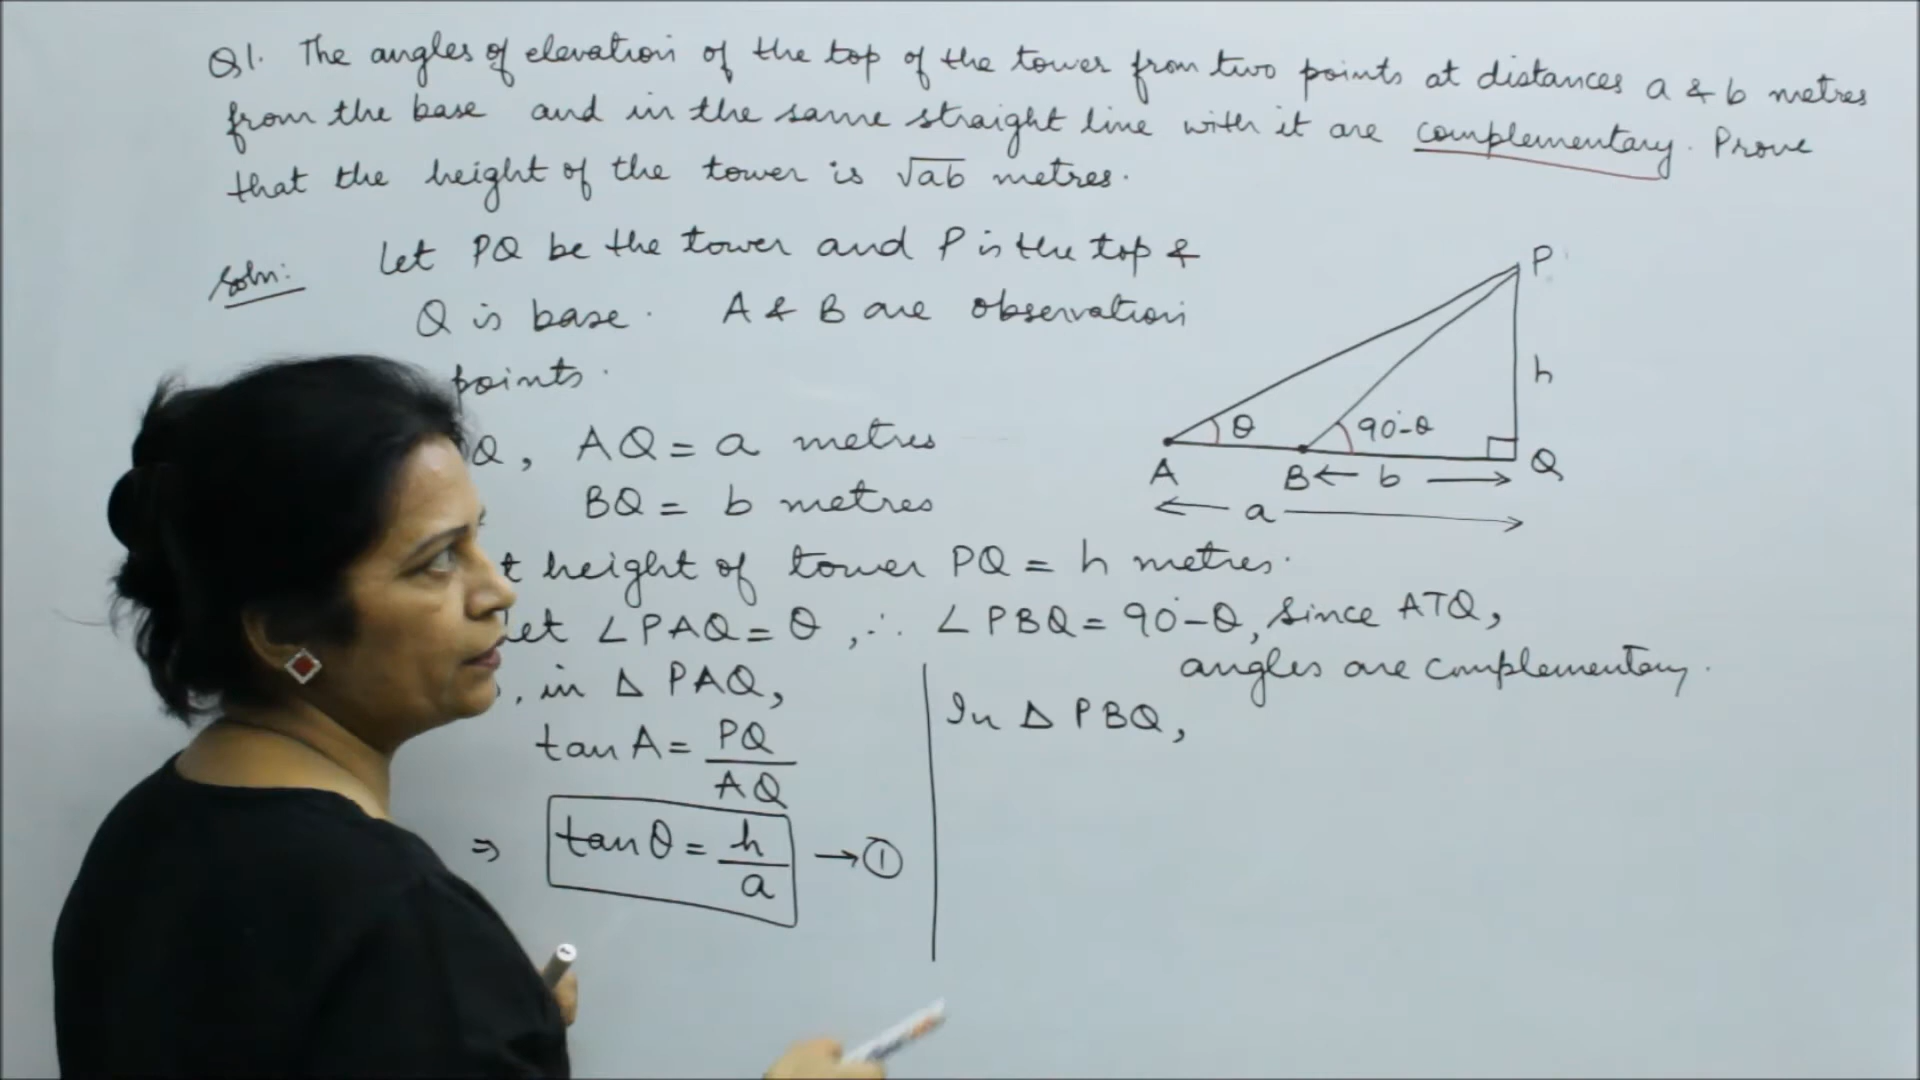 Q1. The angles of elevation of the top of the tower from two points at distances a & b metres
from the base and in the same straight line with it are complementary. Prove
that the height of the tower is √ab metres.
Soln: Let PQ be the tower and P is the top &
Q is base. A & B are observation
points.
Q, AQ = a metres
BQ = b metres
t height of tower PQ = h metres.
Let ∠PAQ = θ, ∴ ∠PBQ = 90°-θ, since ATQ,
angles are complementary.
, in Δ PAQ,
tan A = PQ/AQ
⇒ tan θ = h/a → ①
In Δ PBQ,
P
h
θ
90°-θ
A
B ← b →
Q
← a →